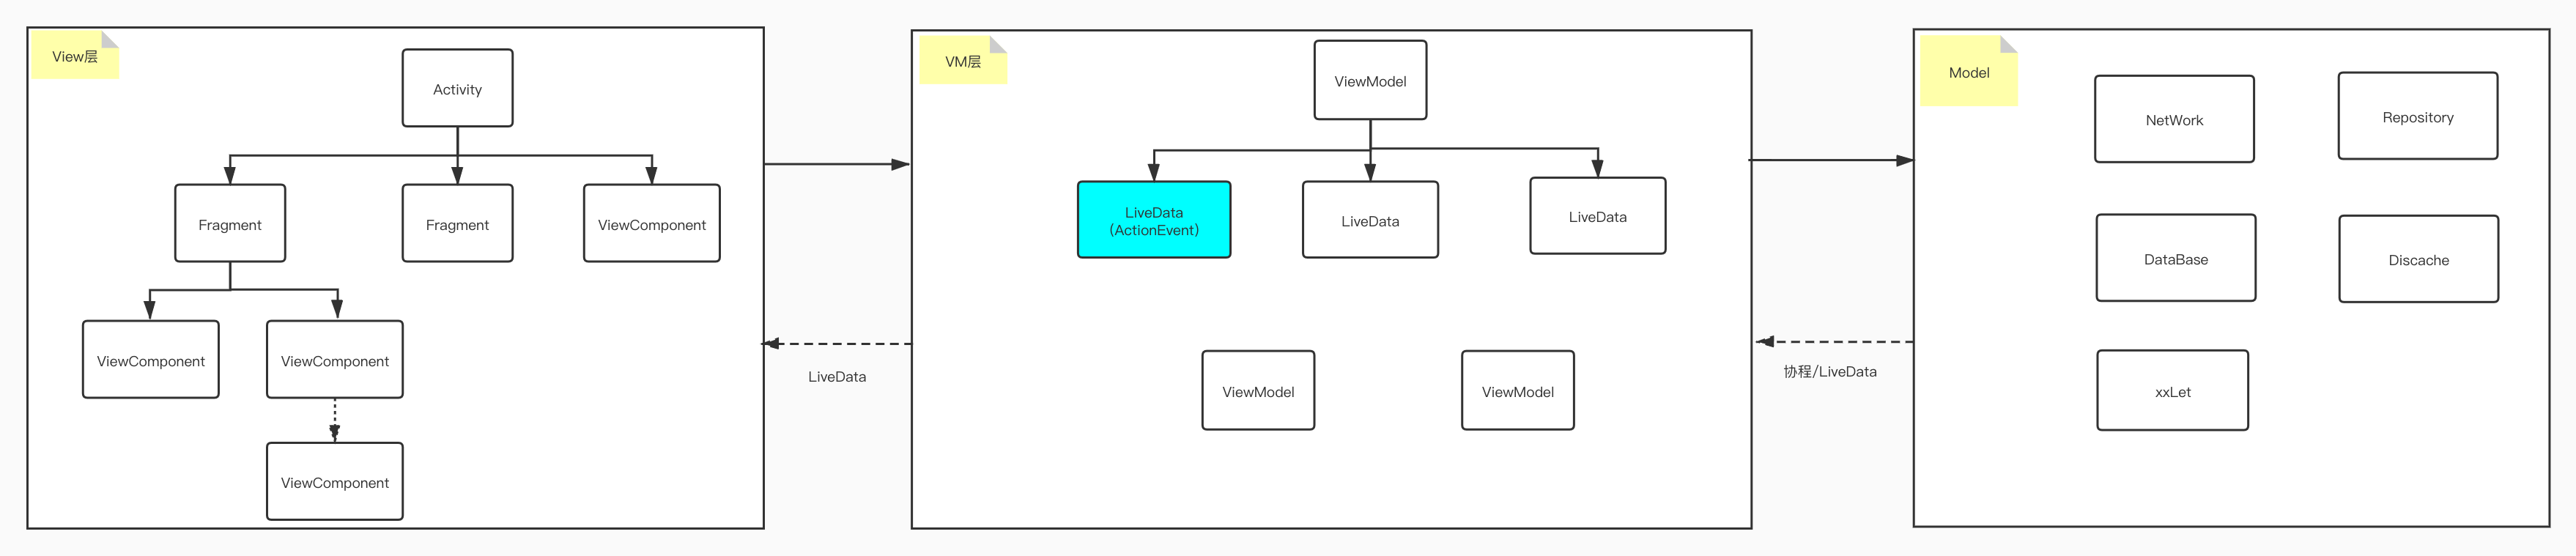 View层
Activity
Fragment
Fragment
ViewComponent
ViewComponent
ViewComponent
ViewComponent
LiveData
VM层
ViewModel
LiveData
(ActionEvent)
LiveData
LiveData
ViewModel
ViewModel
协程/LiveData
Model
NetWork
Repository
DataBase
Discache
xxLet